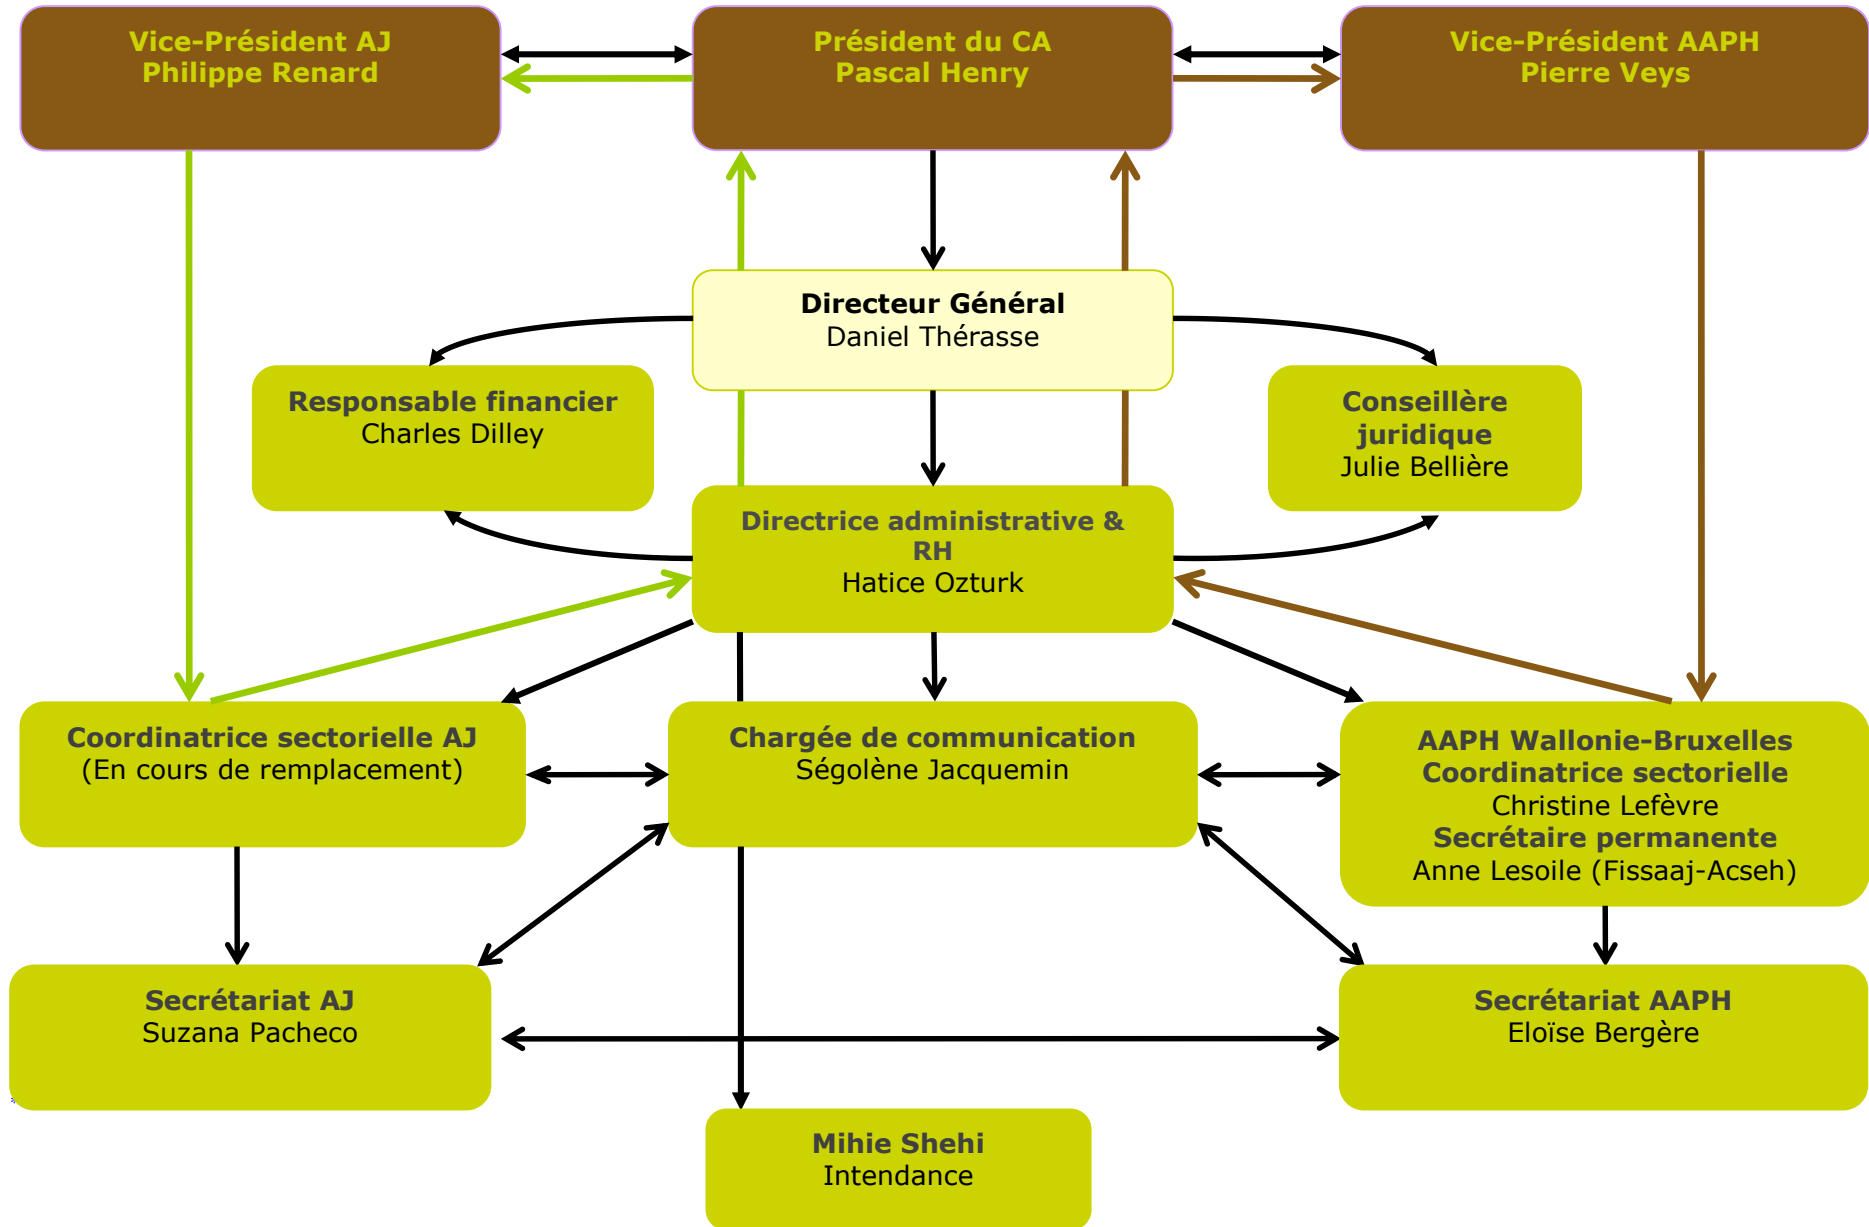 Vice-Président AJ
Philippe Renard
Président du CA
Pascal Henry
Vice-Président AAPH
Pierre Veys
Directeur Général
Daniel Thérasse
Responsable financier
Charles Dilley
Conseillère
juridique
Julie Bellière
Directrice administrative &
RH
Hatice Ozturk
Coordinatrice sectorielle AJ
(En cours de remplacement)
Chargée de communication
Ségolène Jacquemin
AAPH Wallonie-Bruxelles
Coordinatrice sectorielle
Christine Lefèvre
Secrétaire permanente
Anne Lesoile (Fissaaj-Acseh)
Secrétariat AJ
Suzana Pacheco
Secrétariat AAPH
Eloïse Bergère
Mihie Shehi
Intendance